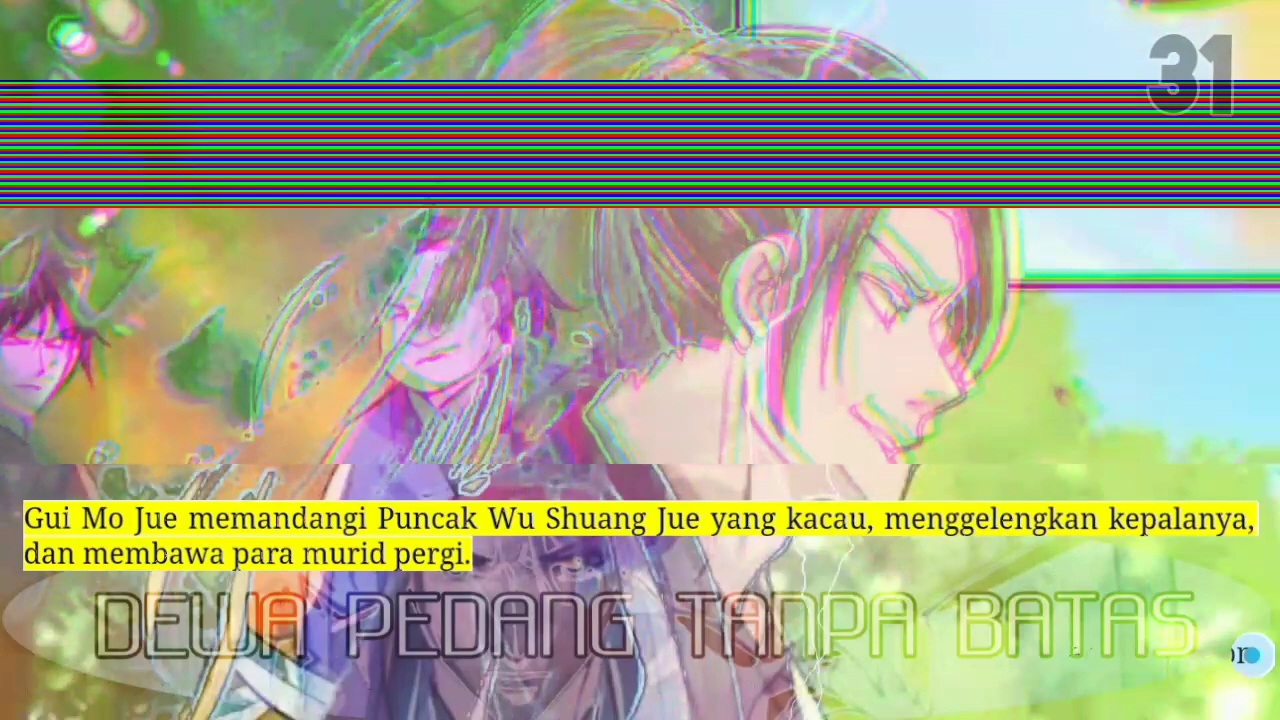 31
Gui Mo Jue memandangi Puncak Wu Shuang Jue yang kacau, menggelengkan kepalanya,
dan membawa para murid pergi.
DEWA PEDANG TANPA BATAS